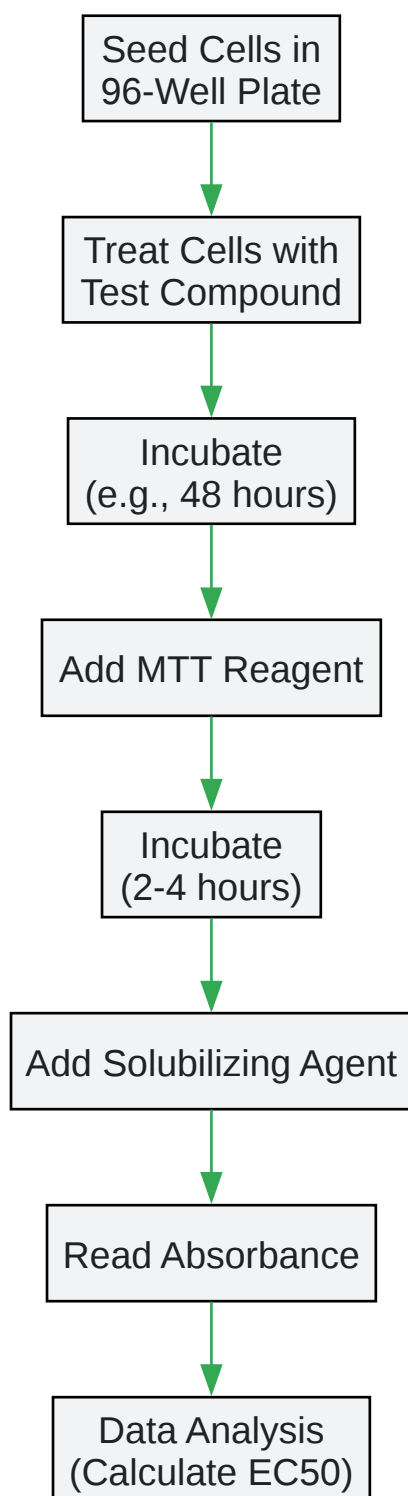 Seed Cells in
96-Well Plate
Treat Cells with
Test Compound
Incubate
(e.g., 48 hours)
Add MTT Reagent
Incubate
(2-4 hours)
Add Solubilizing Agent
Read Absorbance
Data Analysis
(Calculate EC50)